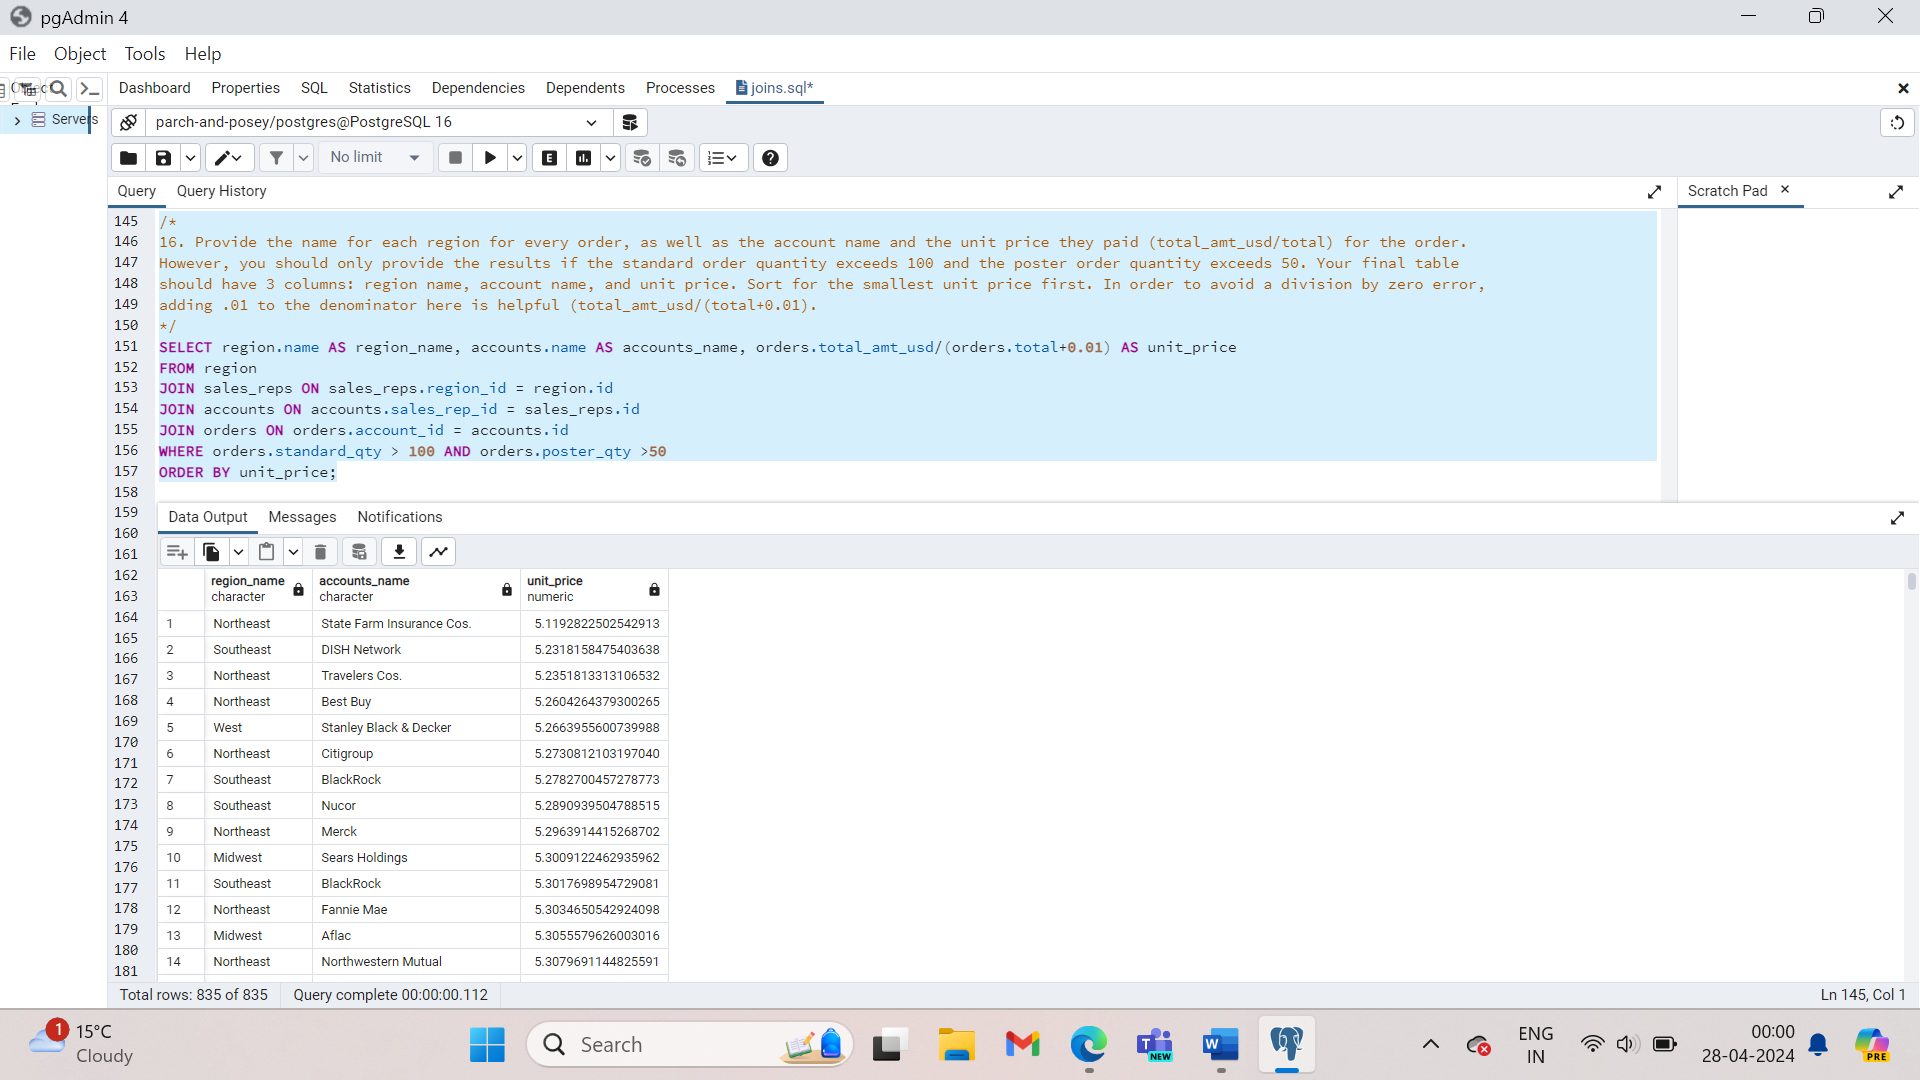 pgAdmin 4
File Object Tools Help
Dashboard Properties SQL Statistics Dependencies Dependents Processes joins.sql*
Servers
parch-and-posey/postgres@PostgreSQL 16
No limit
E
Query Query History
Scratch Pad
145 /*
146 16. Provide the name for each region for every order, as well as the account name and the unit price they paid (total_amt_usd/total) for the order.
147 However, you should only provide the results if the standard order quantity exceeds 100 and the poster order quantity exceeds 50. Your final table
148 should have 3 columns: region name, account name, and unit price. Sort for the smallest unit price first. In order to avoid a division by zero error,
149 adding .01 to the denominator here is helpful (total_amt_usd/(total+0.01).
150 */
151 SELECT region.name AS region_name, accounts.name AS accounts_name, orders.total_amt_usd/(orders.total+0.01) AS unit_price
152 FROM region
153 JOIN sales_reps ON sales_reps.region_id = region.id
154 JOIN accounts ON accounts.sales_rep_id = sales_reps.id
155 JOIN orders ON orders.account_id = accounts.id
156 WHERE orders.standard_qty > 100 AND orders.poster_qty >50
157 ORDER BY unit_price;
158
159
160
161
162
163
164
165
166
167
168
169
170
171
172
173
174
175
176
177
178
179
180
181
Data Output Messages Notifications
region_name accounts_name unit_price
character character numeric
1 Northeast State Farm Insurance Cos. 5.1192822502542913
2 Southeast DISH Network 5.2318158475403638
3 Northeast Travelers Cos. 5.2351813313106532
4 Northeast Best Buy 5.2604264379300265
5 West Stanley Black & Decker 5.2663955600739988
6 Northeast Citigroup 5.2730812103197040
7 Southeast BlackRock 5.2782700457278773
8 Southeast Nucor 5.2890939504788515
9 Northeast Merck 5.2963914415268702
10 Midwest Sears Holdings 5.3009122462935962
11 Southeast BlackRock 5.3017698954729081
12 Northeast Fannie Mae 5.3034650542924098
13 Midwest Aflac 5.3055579626003016
14 Northeast Northwestern Mutual 5.3079691144825591
Total rows: 835 of 835 Query complete 00:00:00.112 Ln 145, Col 1
1
15°C
Cloudy
Search
NEW
W
ENG
IN
00:00
28-04-2024
PRE